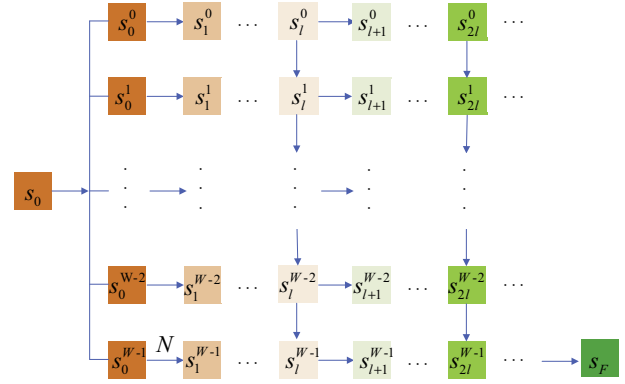 s_0^0 s_1^0 ... s_l^0 s_{l+1}^0 ... s_{2l}^0 ...
s_0^1 s_1^1 ... s_l^1 s_{l+1}^1 ... s_{2l}^1 ...
s_0
s_0^{W-2} s_1^{W-2} ... s_l^{W-2} s_{l+1}^{W-2} ... s_{2l}^{W-2} ...
s_0^{W-1} N s_1^{W-1} ... s_l^{W-1} s_{l+1}^{W-1} ... s_{2l}^{W-1} ... s_F